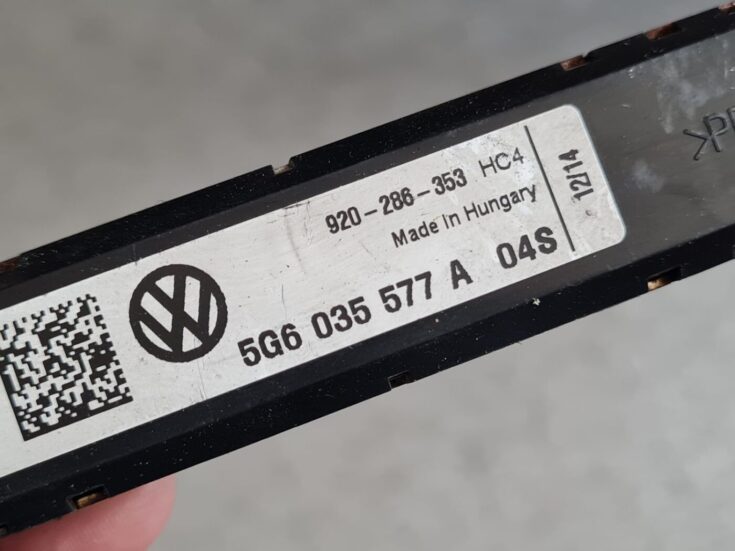 920-286-353 HC4
Made in Hungary
5G6 035 577 A 04S
12/14